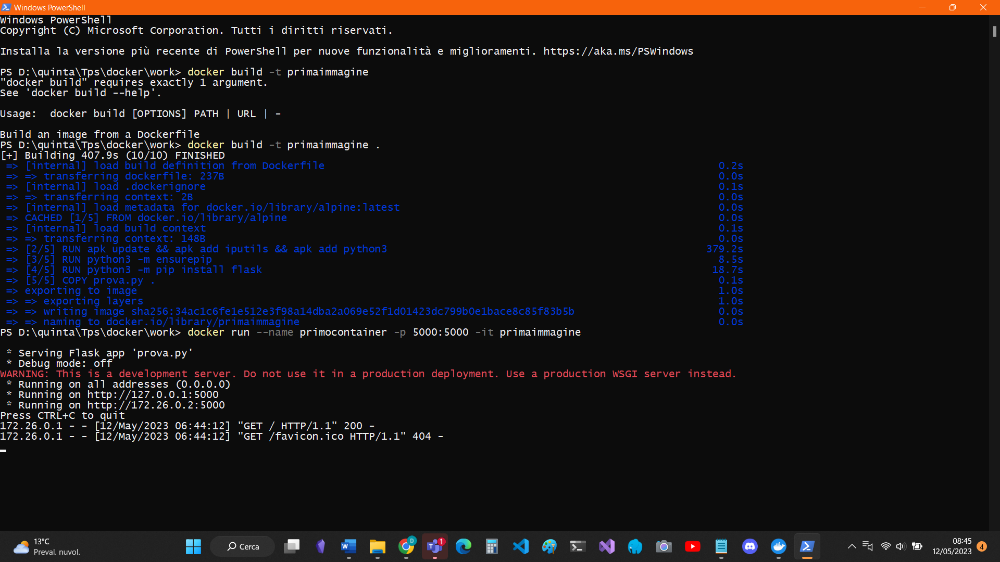 Windows PowerShell
Windows PowerShell
Copyright (C) Microsoft Corporation. Tutti i diritti riservati.
Installa la versione più recente di PowerShell per nuove funzionalità e miglioramenti. https://aka.ms/PSWindows
PS D:\quinta\Tps\docker\work> docker build -t primaimmagine
"docker build" requires exactly 1 argument.
See 'docker build --help'.
Usage:  docker build [OPTIONS] PATH | URL | -
Build an image from a Dockerfile
PS D:\quinta\Tps\docker\work> docker build -t primaimmagine .
[+] Building 407.9s (10/10) FINISHED
=> [internal] load build definition from Dockerfile 0.2s
=> => transferring dockerfile: 237B 0.0s
=> [internal] load .dockerignore 0.1s
=> => transferring context: 2B 0.0s
=> [internal] load metadata for docker.io/library/alpine:latest 0.0s
=> CACHED [1/5] FROM docker.io/library/alpine 0.0s
=> [internal] load build context 0.1s
=> => transferring context: 148B 0.0s
=> [2/5] RUN apk update && apk add iputils && apk add python3 379.2s
=> [3/5] RUN python3 -m ensurepip 8.5s
=> [4/5] RUN python3 -m pip install flask 18.7s
=> [5/5] COPY prova.py . 0.1s
=> exporting to image 1.0s
=> => exporting layers 1.0s
=> => writing image sha256:34ac1c6fe1e512e3f98a14dba2a069e52f1d01423dc799b0e1bace8c85f83b5b 0.0s
=> => naming to docker.io/library/primaimmagine 0.0s
PS D:\quinta\Tps\docker\work> docker run --name primocontainer -p 5000:5000 -it primaimmagine
* Serving Flask app 'prova.py'
* Debug mode: off
WARNING: This is a development server. Do not use it in a production deployment. Use a production WSGI server instead.
* Running on all addresses (0.0.0.0)
* Running on http://127.0.0.1:5000
* Running on http://172.26.0.2:5000
Press CTRL+C to quit
172.26.0.1 - - [12/May/2023 06:44:12] "GET / HTTP/1.1" 200 -
172.26.0.1 - - [12/May/2023 06:44:12] "GET /favicon.ico HTTP/1.1" 404 -
13°C
Preval. nuvol.
Cerca
W
D
T
1
08:45
12/05/2023
4